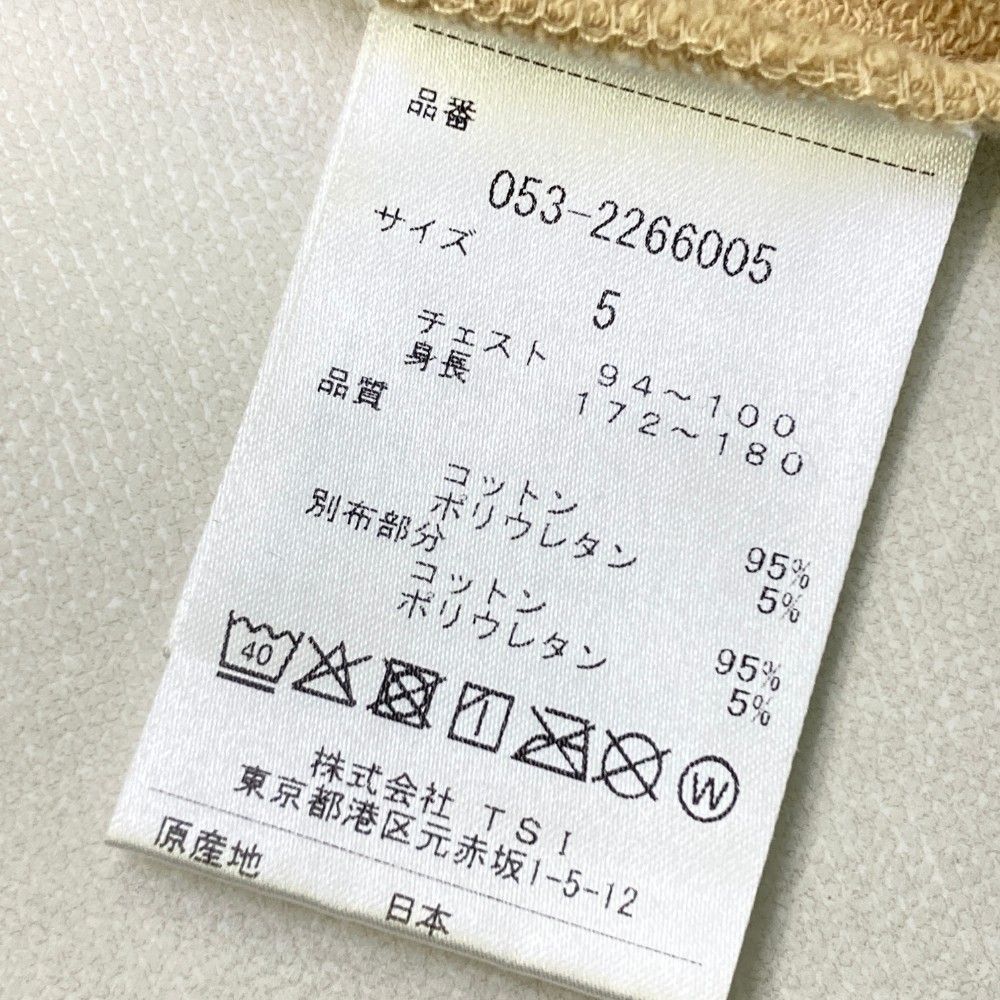 品番
053-2266005
サイズ
5
チェスト 94～100
身長 172～180
品質
コットン 95%
ポリウレタン 5%
別布部分
コットン 95%
ポリウレタン 5%
40
W
株式会社 TSI
東京都港区元赤坂1-5-12
原産地
日本